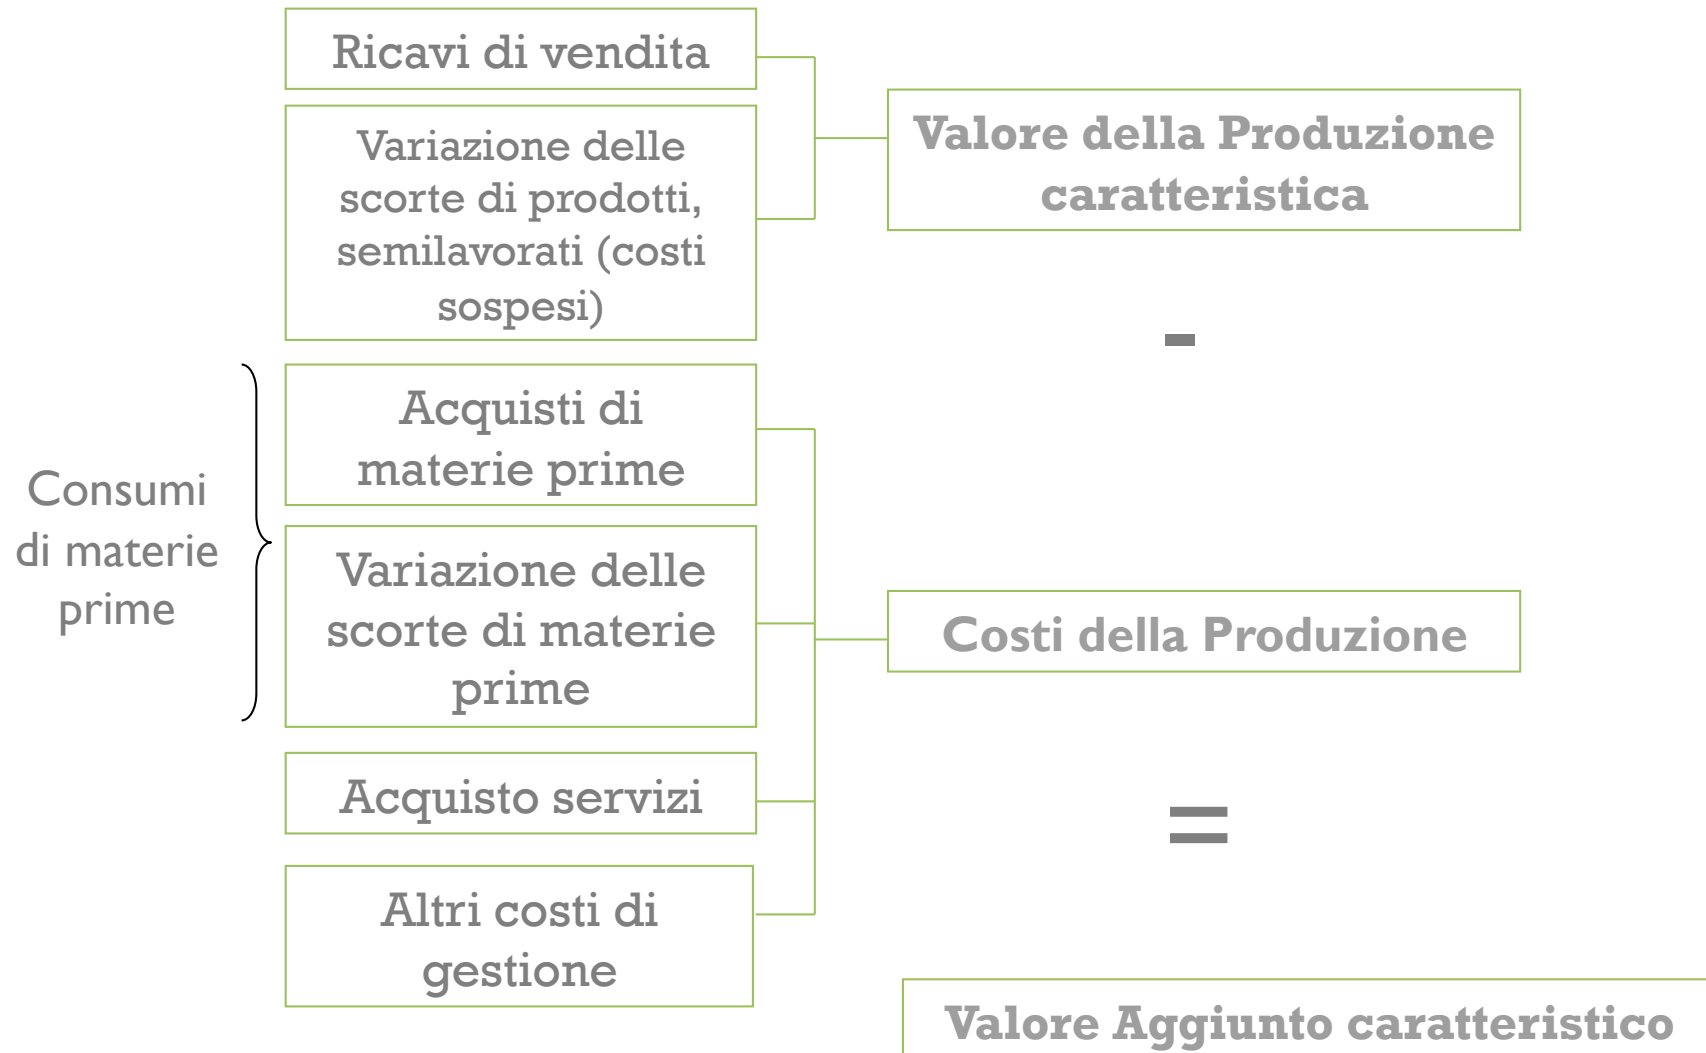 Ricavi di vendita
Variazione delle
scorte di prodotti,
semilavorati (costi
sospesi)
Valore della Produzione
caratteristica
-
Consumi
di materie
prime
Acquisti di
materie prime
Variazione delle
scorte di materie
prime
Acquisto servizi
Altri costi di
gestione
Costi della Produzione
=
Valore Aggiunto caratteristico